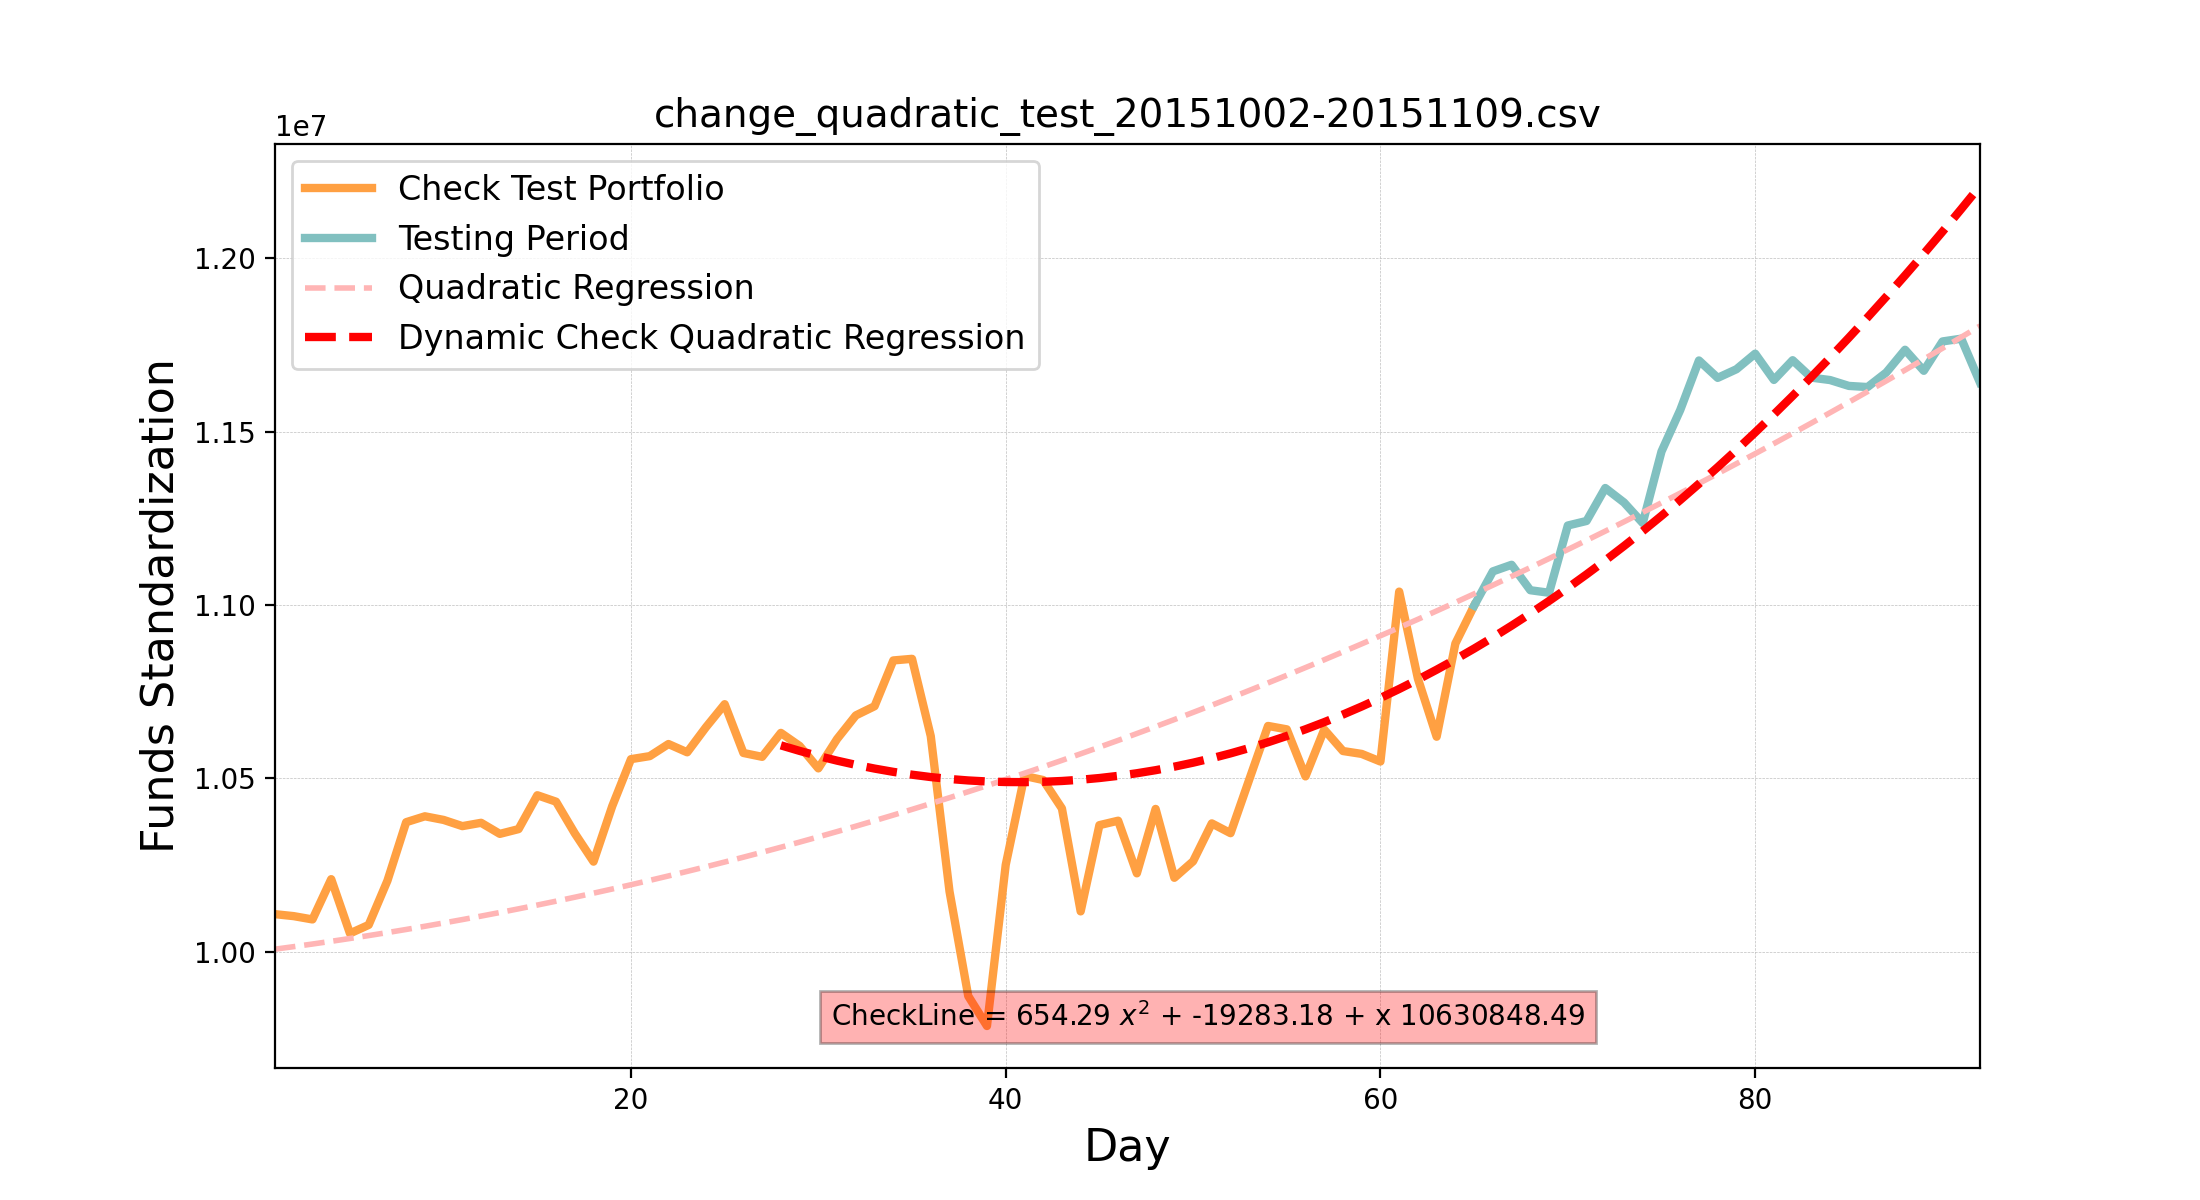 change_quadratic_test_20151002-20151109.csv
1e7
Check Test Portfolio
Testing Period
Quadratic Regression
Dynamic Check Quadratic Regression
1.20
1.15
1.10
1.05
1.00
Funds Standardization
CheckLine = 654.29 x² + -19283.18 + x 10630848.49
20 40 60 80
Day